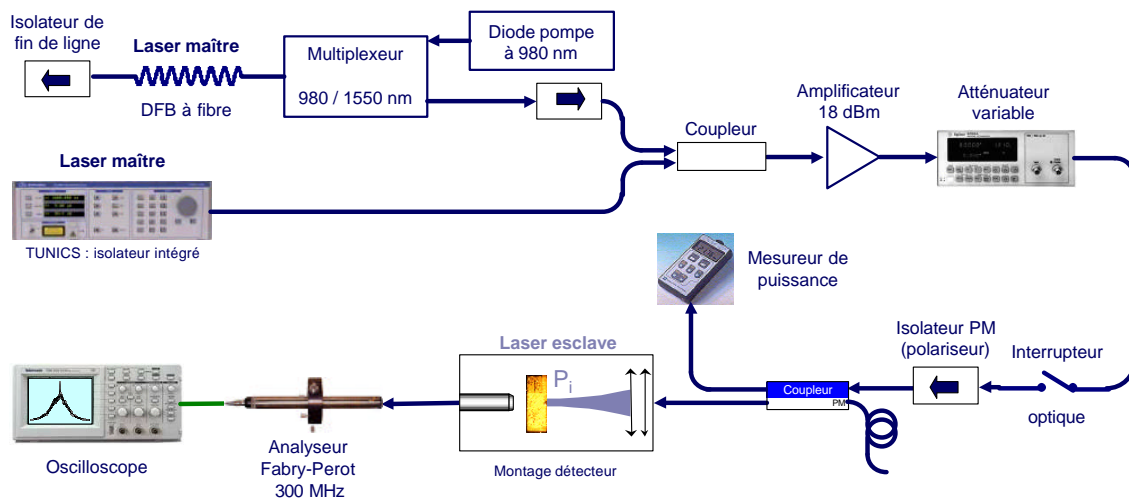 Isolateur de
fin de ligne
Laser maître
DFB à fibre
Multiplexeur
980 / 1550 nm
Diode pompe
à 980 nm
Coupleur
Amplificateur
18 dBm
Atténuateur
variable
Laser maître
TUNICS : isolateur intégré
Mesureur de
puissance
Isolateur PM
(polariseur)
Interrupteur
optique
Coupleur
PM
Laser esclave
Pi
Montage détecteur
Analyseur
Fabry-Perot
300 MHz
Oscilloscope